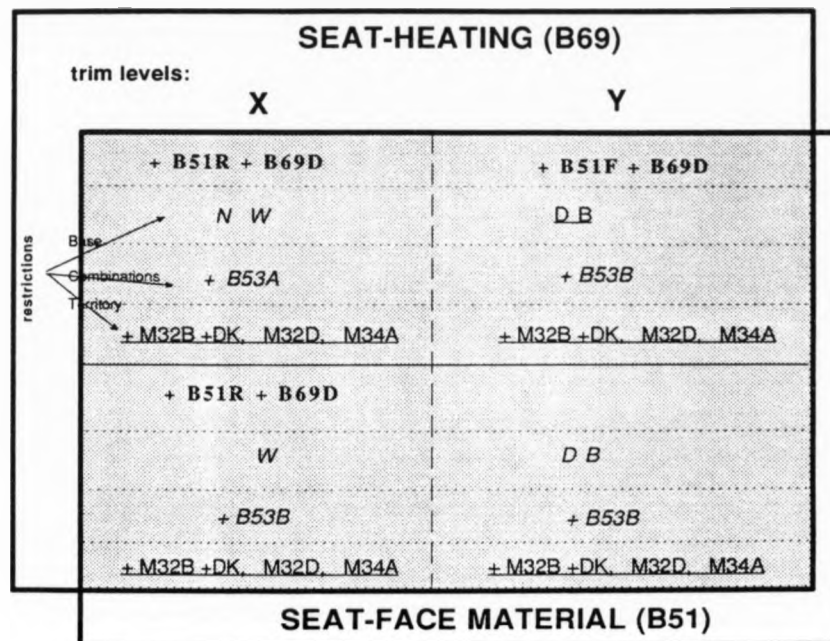 SEAT-HEATING (B69)
trim levels:
X Y
+ B51R + B69D + B51F + B69D
N W D B
restrictions
Base
Combinations + B53A + B53B
Territory
+ M32B +DK, M32D, M34A + M32B +DK, M32D, M34A
+ B51R + B69D
W D B
+ B53B + B53B
+ M32B +DK, M32D, M34A + M32B +DK, M32D, M34A
SEAT-FACE MATERIAL (B51)